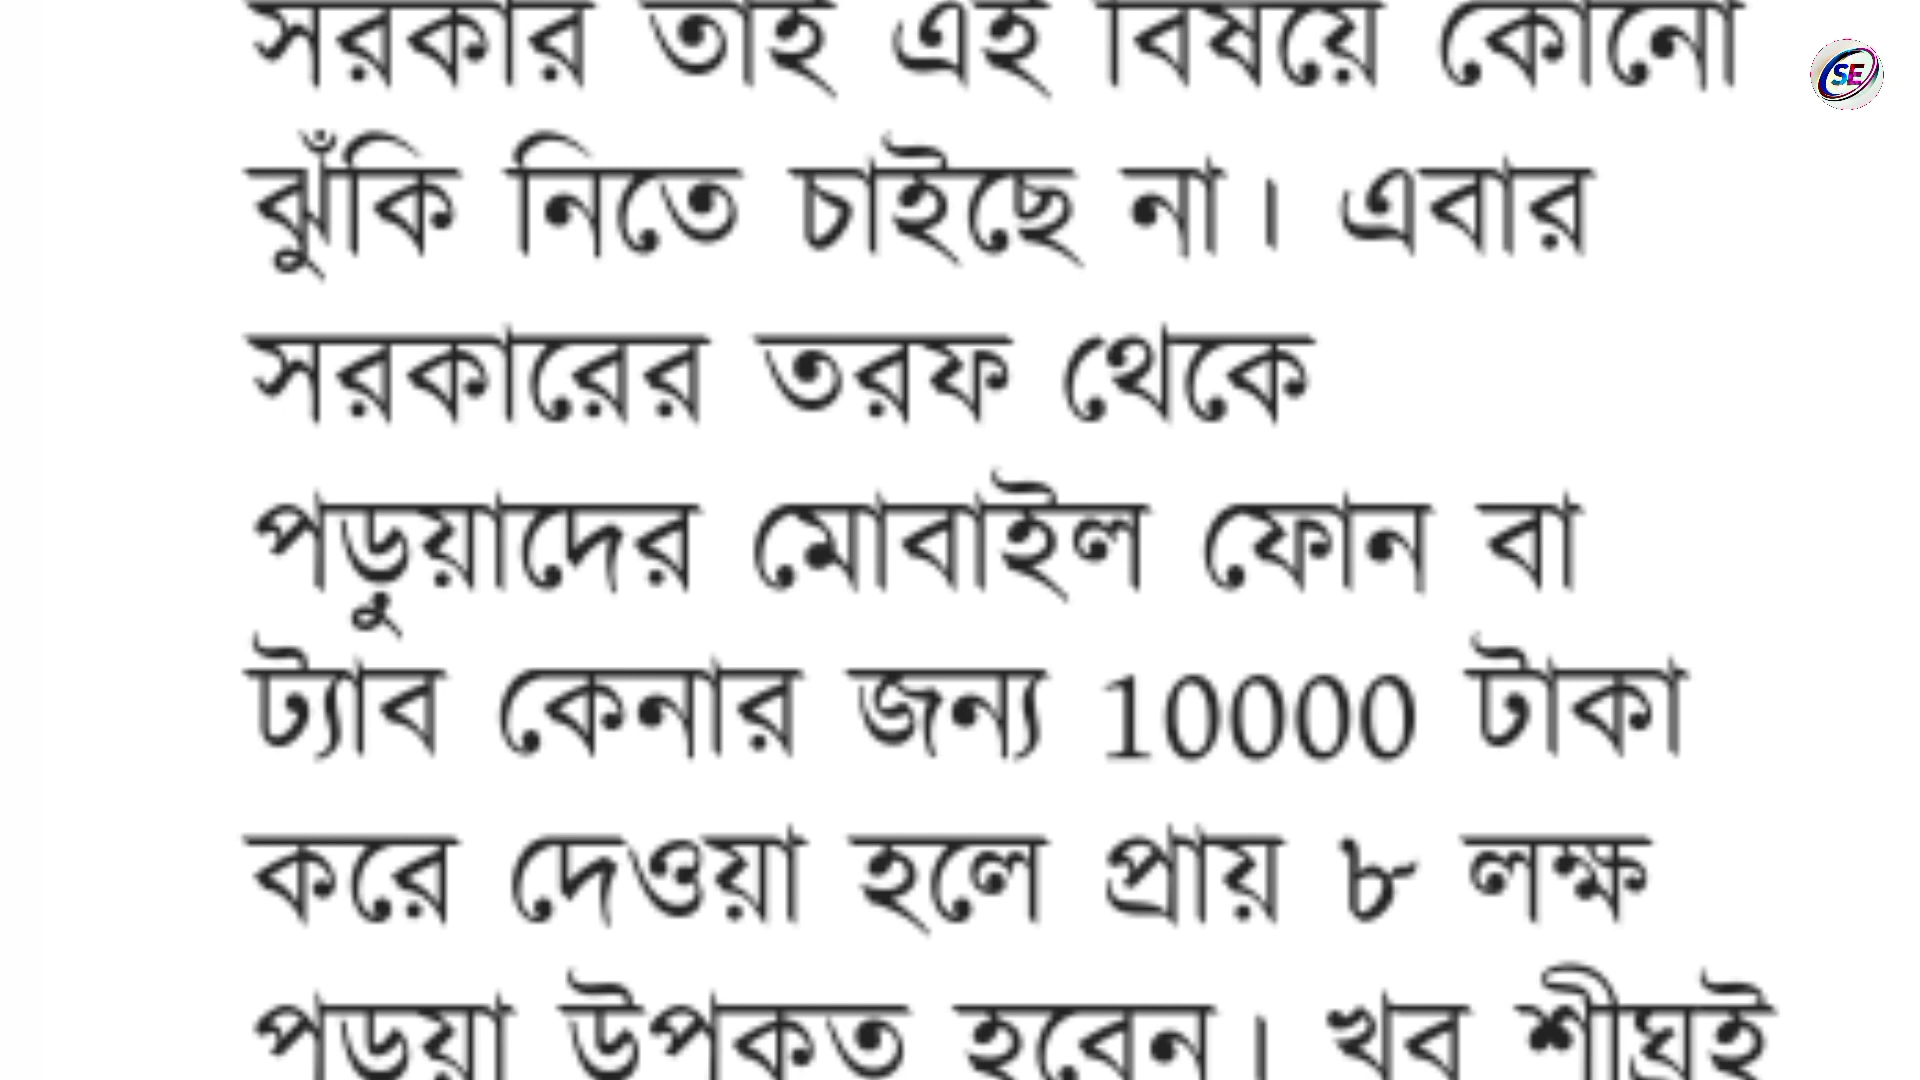 সরকার তাই এই বিষয়ে কোনো
SE
ঝুঁকি নিতে চাইছে না। এবার
সরকারের তরফ থেকে
পড়ুয়াদের মোবাইল ফোন বা
ট্যাব কেনার জন্য 10000 টাকা
করে দেওয়া হলে প্রায় ৮ লক্ষ
পড়ুয়া উপকৃত হবেন। খুব শীঘ্রই